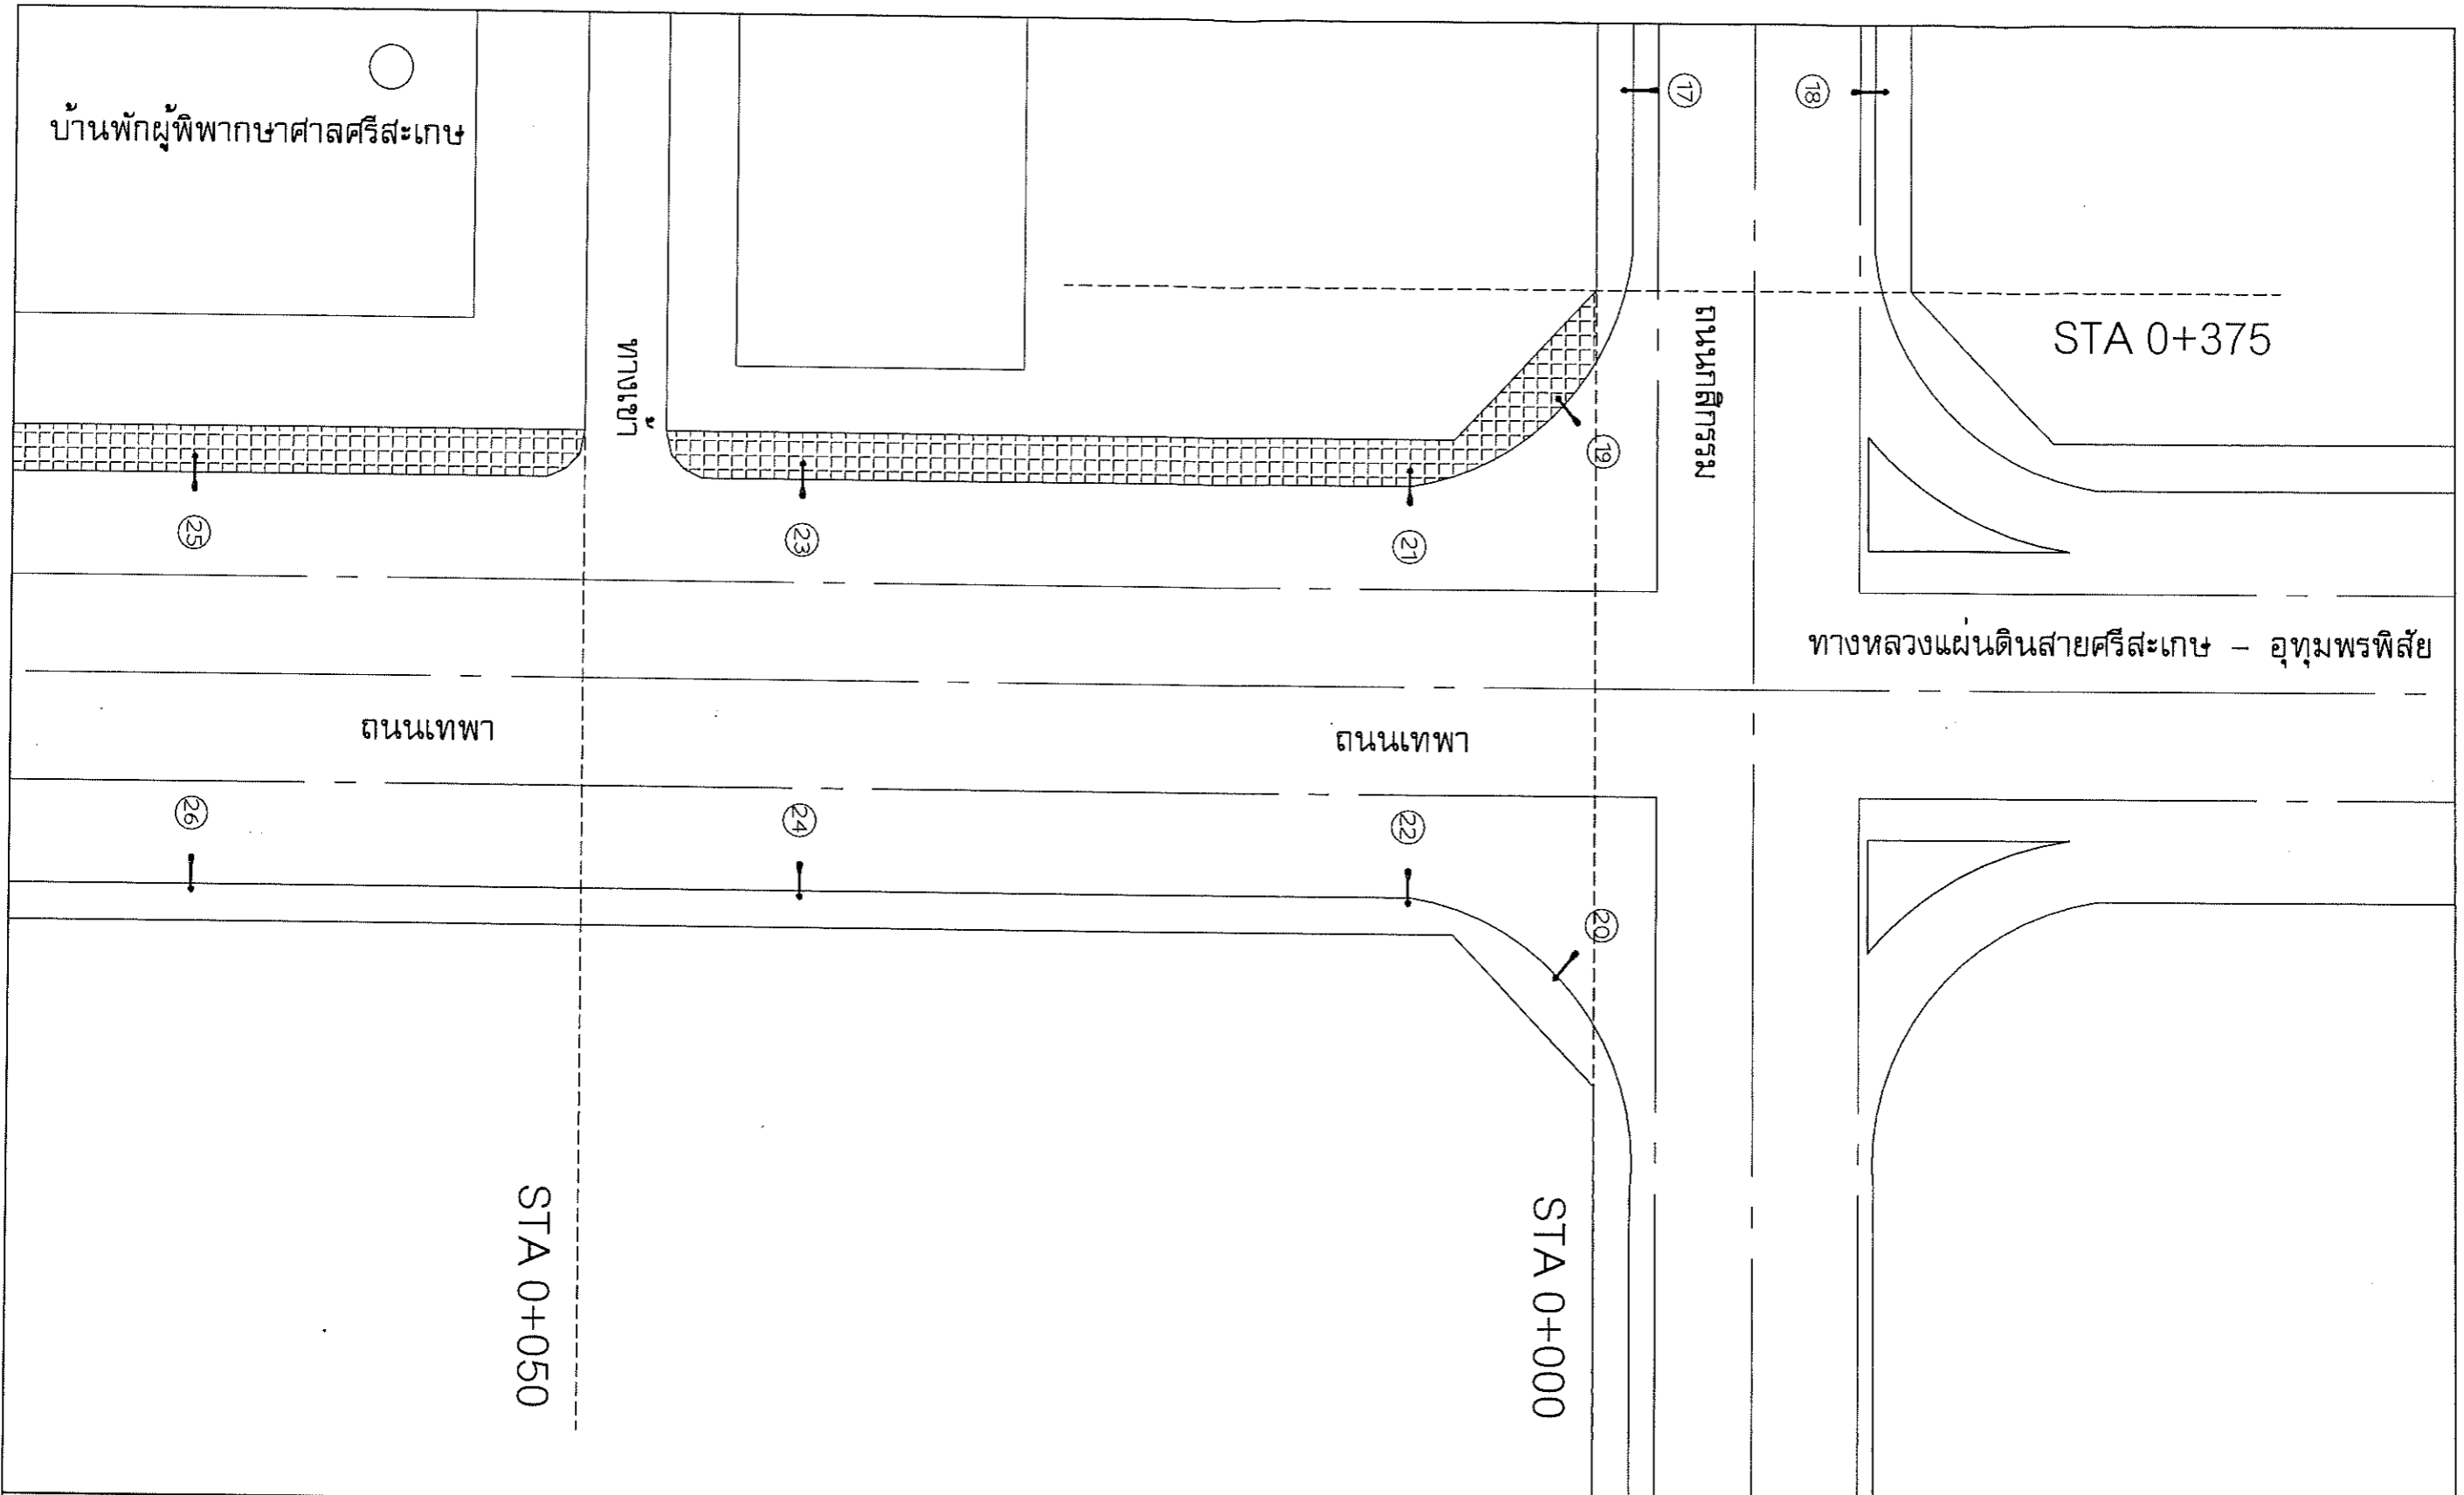 บ้านพักผู้พิพากษาศาลศรีสะเกษ
17
18
ทางเข้า
ถนนกสิกรรม
STA 0+375
19
25
23
21
ทางหลวงแผ่นดินสายศรีสะเกษ – อุทุมพรพิสัย
ถนนเทพา
ถนนเทพา
26
24
22
20
STA 0+050
STA 0+000